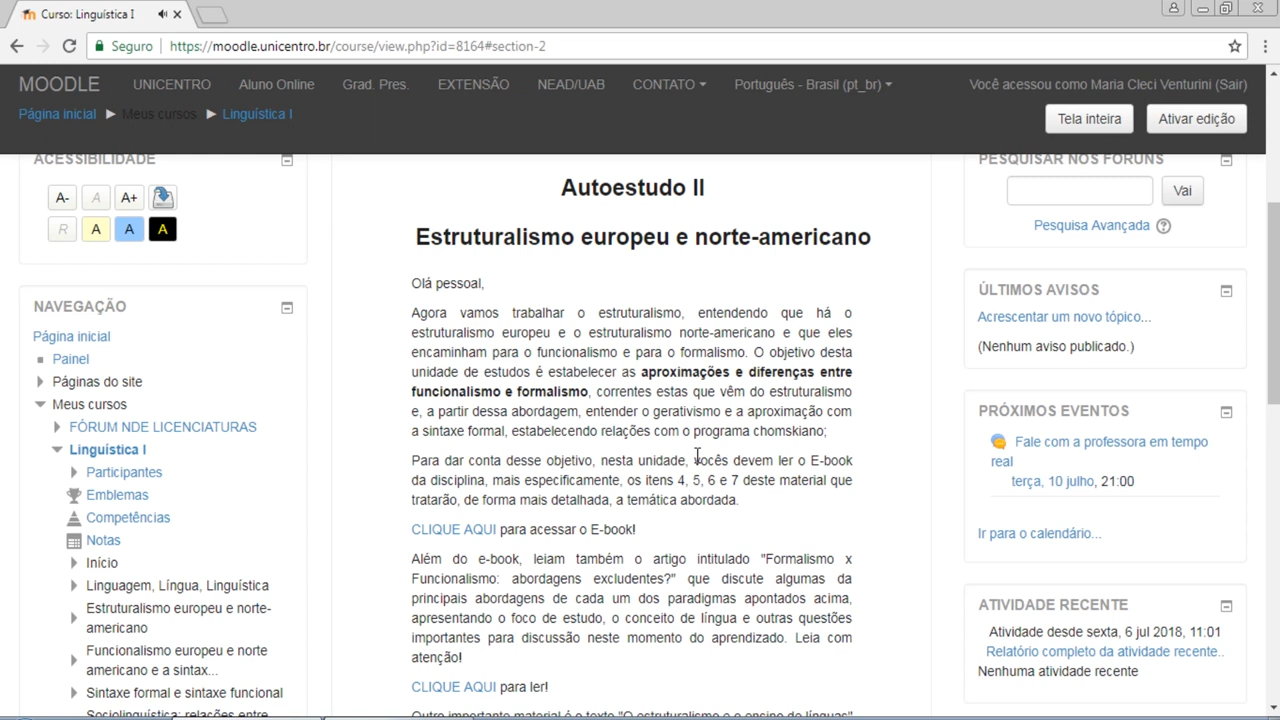 Curso: Linguística I
Seguro
https://moodle.unicentro.br/course/view.php?id=8164#section-2
MOODLE UNICENTRO Aluno Online Grad. Pres. EXTENSÃO NEAD/UAB CONTATO Português - Brasil (pt_br) Você acessou como Maria Cleci Venturini (Sair)
Página inicial ► Meus cursos ► Linguística I
Tela inteira Ativar edição
ACESSIBILIDADE
A- A A+
R A A A
NAVEGAÇÃO
Página inicial
Painel
Páginas do site
Meus cursos
FÓRUM NDE LICENCIATURAS
Linguística I
Participantes
Emblemas
Competências
Notas
Início
Linguagem, Língua, Linguística
Estruturalismo europeu e norte-
americano
Funcionalismo europeu e norte
americano e a sintax...
Sintaxe formal e sintaxe funcional
Sociolinguística: relações entre
Autoestudo II
Estruturalismo europeu e norte-americano
Olá pessoal,
Agora vamos trabalhar o estruturalismo, entendendo que há o
estruturalismo europeu e o estruturalismo norte-americano e que eles
encaminham para o funcionalismo e para o formalismo. O objetivo desta
unidade de estudos é estabelecer as aproximações e diferenças entre
funcionalismo e formalismo, correntes estas que vêm do estruturalismo
e, a partir dessa abordagem, entender o gerativismo e a aproximação com
a sintaxe formal, estabelecendo relações com o programa chomskiano;
Para dar conta desse objetivo, nesta unidade, vocês devem ler o E-book
da disciplina, mais especificamente, os itens 4, 5, 6 e 7 deste material que
tratarão, de forma mais detalhada, a temática abordada.
CLIQUE AQUI para acessar o E-book!
Além do e-book, leiam também o artigo intitulado "Formalismo x
Funcionalismo: abordagens excludentes?" que discute algumas da
principais abordagens de cada um dos paradigmas apontados acima,
apresentando o foco de estudo, o conceito de língua e outras questões
importantes para discussão neste momento do aprendizado. Leia com
atenção!
CLIQUE AQUI para ler!
Outro importante material é o texto "O estruturalismo e o ensino de línguas"
PESQUISAR NOS FÓRUNS
Vai
Pesquisa Avançada
ÚLTIMOS AVISOS
Acrescentar um novo tópico...
(Nenhum aviso publicado.)
PRÓXIMOS EVENTOS
Fale com a professora em tempo
real
terça, 10 julho, 21:00
Ir para o calendário...
ATIVIDADE RECENTE
Atividade desde sexta, 6 jul 2018, 11:01
Relatório completo da atividade recente..
Nenhuma atividade recente